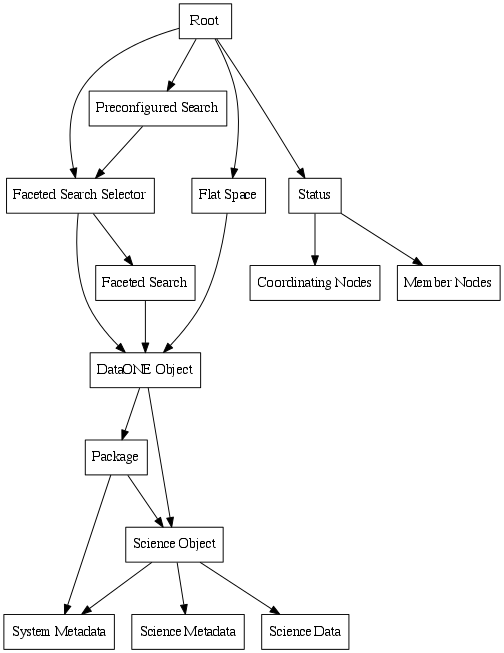 Root
Preconfigured Search
Faceted Search Selector
Flat Space
Status
Faceted Search
Coordinating Nodes
Member Nodes
DataONE Object
Package
Science Object
System Metadata
Science Metadata
Science Data